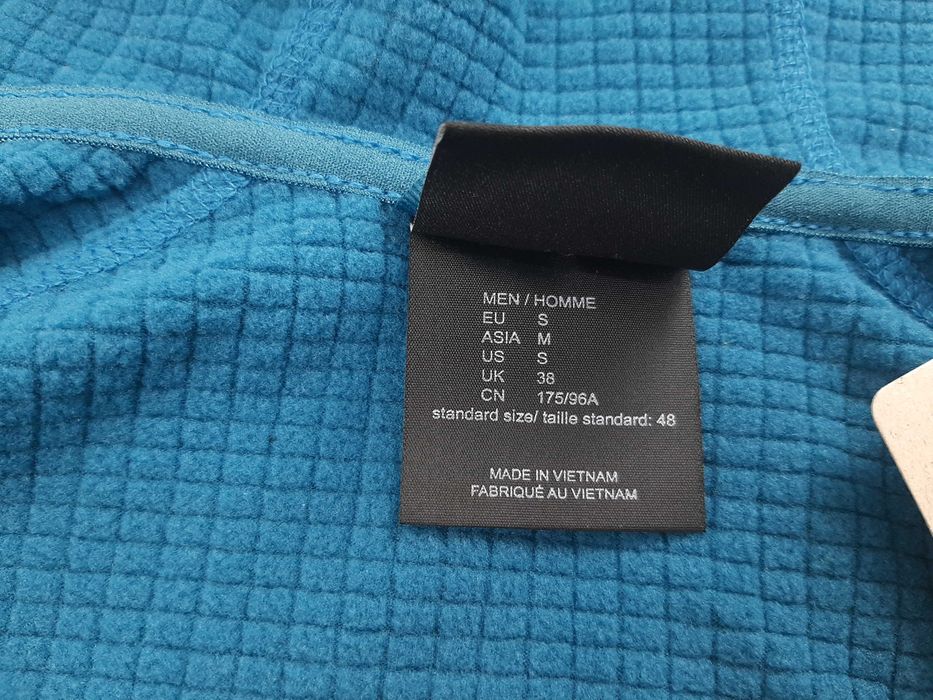 MEN / HOMME
EU S
ASIA M
US S
UK 38
CN 175/96A
standard size/ taille standard: 48
MADE IN VIETNAM
FABRIQUÉ AU VIETNAM